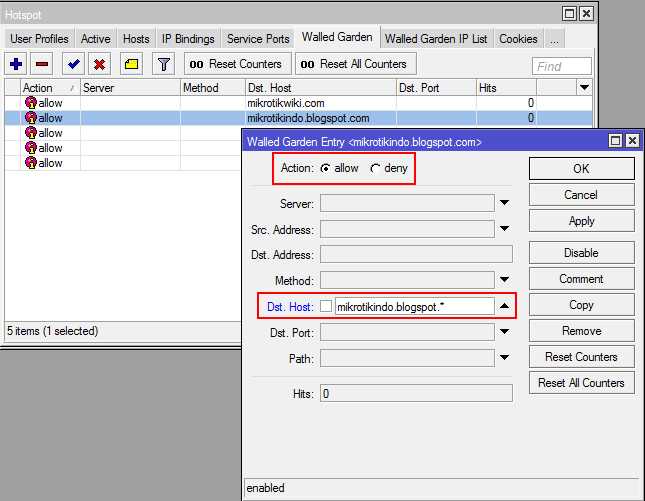 Hotspot
User Profiles Active Hosts IP Bindings Service Ports Walled Garden Walled Garden IP List Cookies ...
00 Reset Counters 00 Reset All Counters Find
Action Server Method Dst. Host Dst. Port Hits
allow mikrotikwiki.com 0
allow mikrotikindo.blogspot.com 0
allow
allow
allow
5 items (1 selected)
Walled Garden Entry <mikrotikindo.blogspot.com>
Action: allow deny
Server:
Src. Address:
Dst. Address:
Method:
Dst. Host: mikrotikindo.blogspot.*
Dst. Port:
Path:
Hits: 0
OK
Cancel
Apply
Disable
Comment
Copy
Remove
Reset Counters
Reset All Counters
enabled